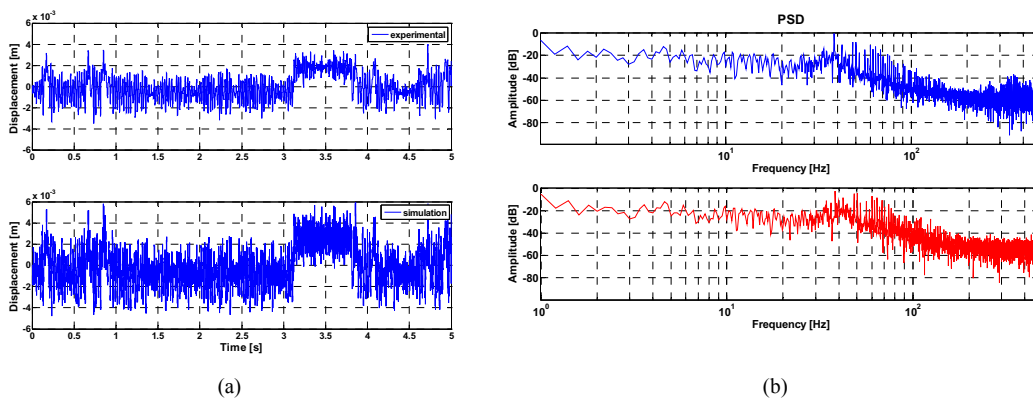 x 10⁻³
6
4
2
0
-2
-4
-6
Displacement [m]
experimental
0 0.5 1 1.5 2 2.5 3 3.5 4 4.5 5
x 10⁻³
6
4
2
0
-2
-4
-6
Displacement [m]
simulation
0 0.5 1 1.5 2 2.5 3 3.5 4 4.5 5
Time [s]
(a)
PSD
0
-20
-40
-60
-80
Amplitude [dB]
10¹ 10²
Frequency [Hz]
0
-20
-40
-60
-80
Amplitude [dB]
10⁰ 10¹ 10²
Frequency [Hz]
(b)